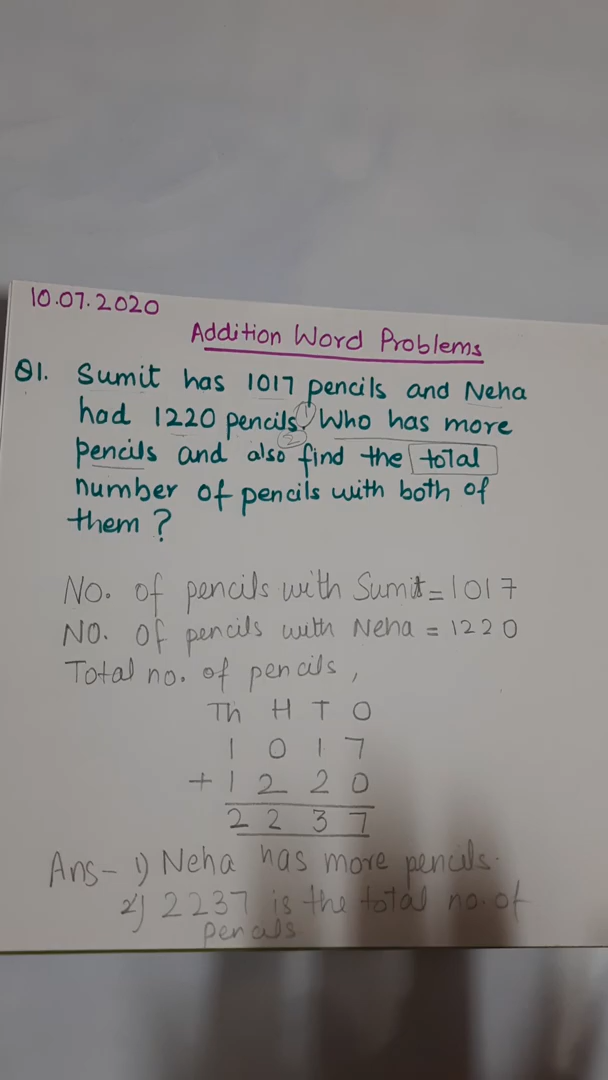 10.07.2020
Addition Word Problems
Q1. Sumit has 1017 pencils and Neha
had 1220 pencils. (1) Who has more
pencils and also (2) find the total
number of pencils with both of
them?
No. of pencils with Sumit = 1017
NO. of pencils with Neha = 1220
Total no. of pencils,
Th H T O
1 0 1 7
+ 1 2 2 0
2 2 3 7
Ans- 1) Neha has more pencils.
2) 2237 is the total no. of
pencals